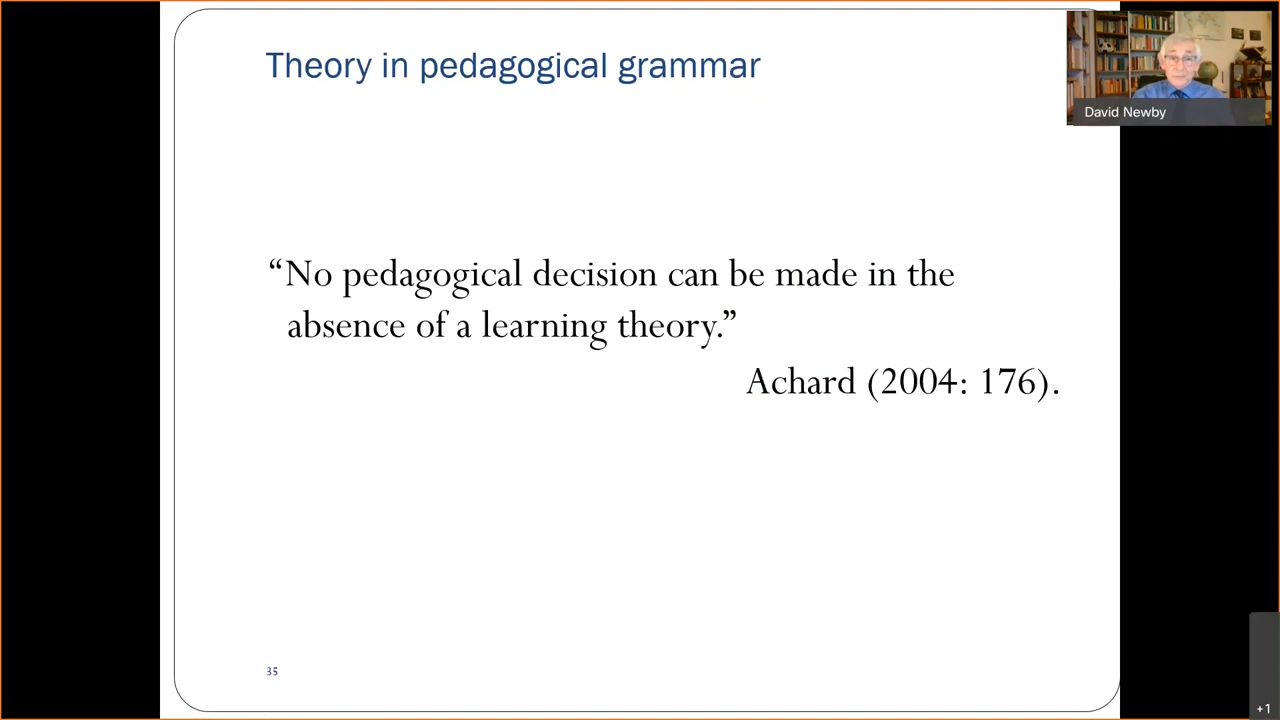 Theory in pedagogical grammar
David Newby
“No pedagogical decision can be made in the
absence of a learning theory.”
Achard (2004: 176).
35
+1